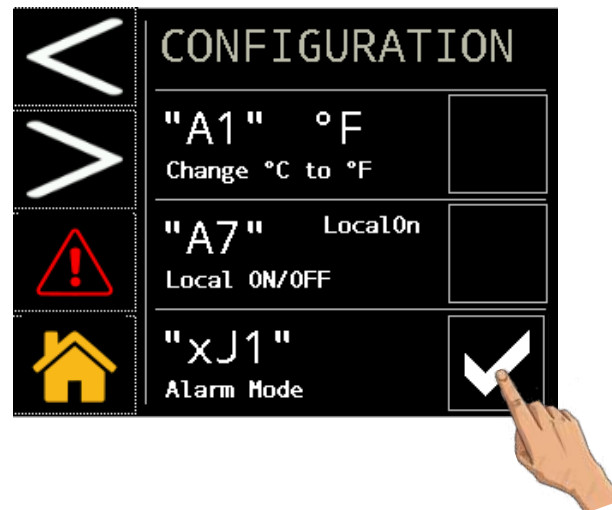 CONFIGURATION
"A1" °F
Change °C to °F
"A7" LocalOn
Local ON/OFF
"xJ1"
Alarm Mode